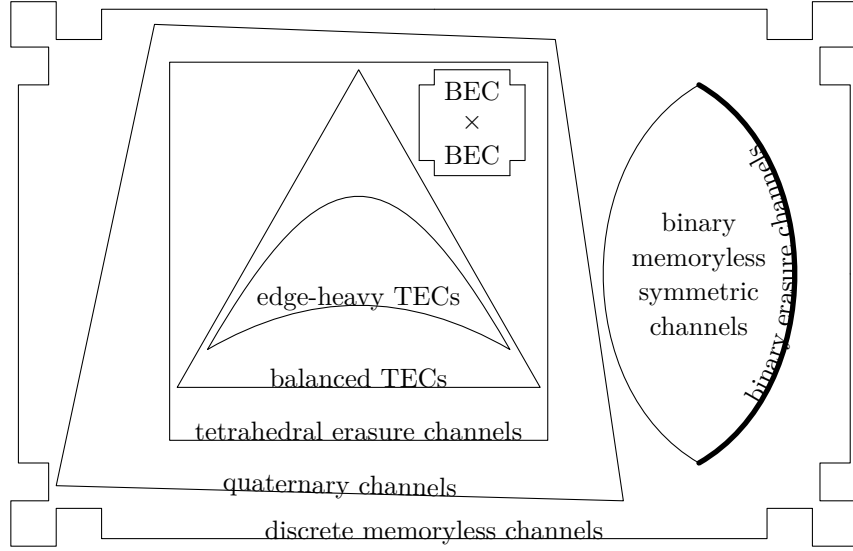 BEC
×
BEC
edge-heavy TECs
balanced TECs
tetrahedral erasure channels
quaternary channels
discrete memoryless channels
binary
memoryless
symmetric
channels
binary erasure channels